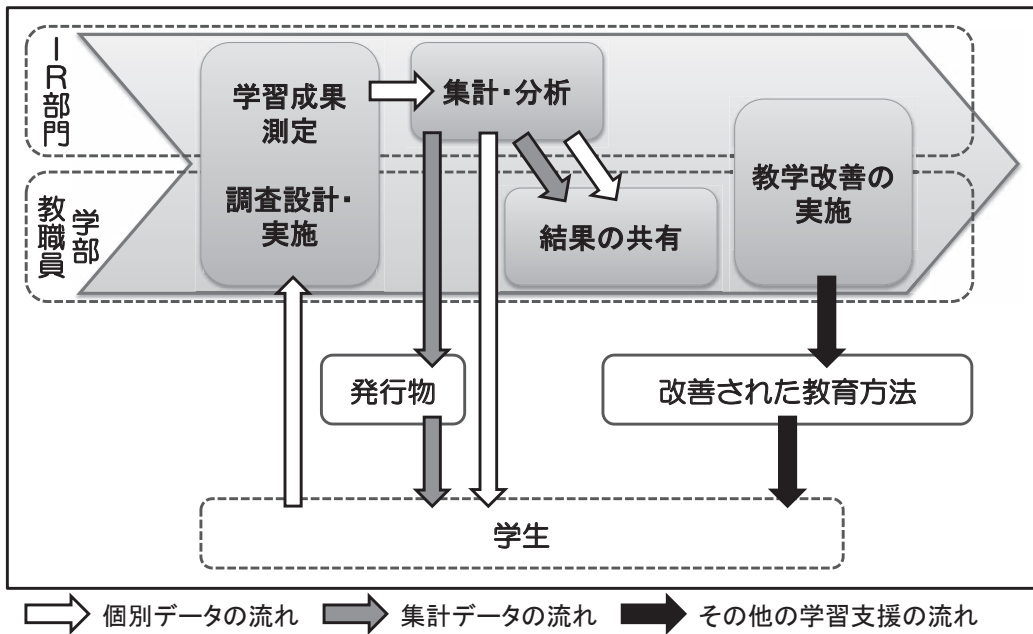 IR部門
学習成果
測定
調査設計・
実施
集計・分析
結果の共有
教学改善の
実施
学部
教職員
発行物
改善された教育方法
学生
個別データの流れ
集計データの流れ
その他の学習支援の流れ